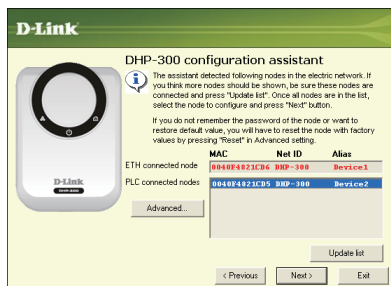 D-Link
DHP-300 configuration assistant
The assistant detected following nodes in the electric network. If
you think more nodes should be shown, be sure these nodes are
connected and press "Update list". Once all nodes are in the list,
select the node to configure and press "Next" button.
If you do not remember the password of the node or want to
restore default value, you will have to reset the node with factory
values by pressing "Reset" in Advanced setting.
MAC Net ID Alias
ETH connected node 0040F4821CD6 DHP-300 Device1
PLC connected nodes 0040F4821CD5 DHP-300 Device2
D-Link
DHP-300
Advanced...
Update list
< Previous Next > Exit